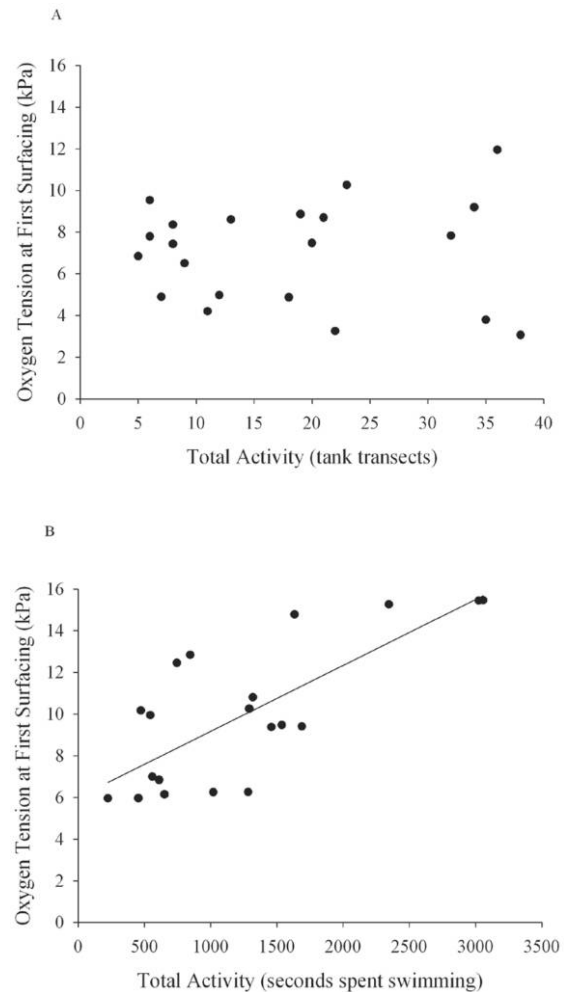 A
Oxygen Tension at First Surfacing (kPa)
16
14
12
10
8
6
4
2
0
0 5 10 15 20 25 30 35 40
Total Activity (tank transects)
B
Oxygen Tension at First Surfacing (kPa)
16
14
12
10
8
6
4
2
0
0 500 1000 1500 2000 2500 3000 3500
Total Activity (seconds spent swimming)